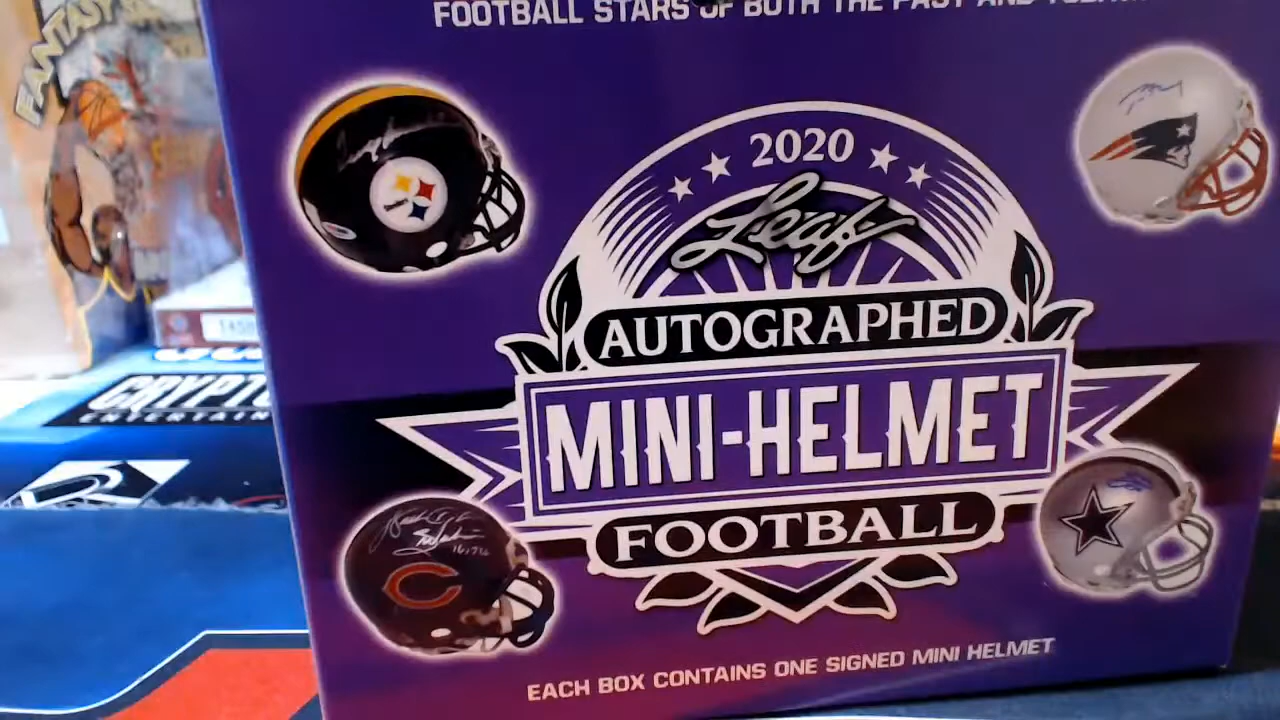 FOOTBALL STARS OF BOTH THE PAST AND
FANTASY
2020
Leaf
AUTOGRAPHED
MINI-HELMET
FOOTBALL
CRYPTO
EACH BOX CONTAINS ONE SIGNED MINI HELMET